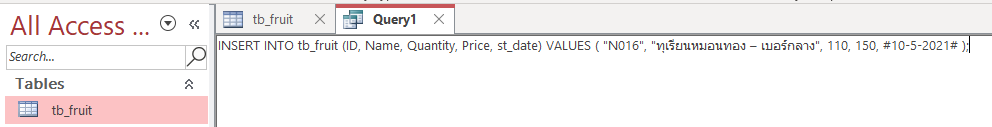 All Access ...
tb_fruit
Query1
Search...
INSERT INTO tb_fruit (ID, Name, Quantity, Price, st_date) VALUES ( "N016", "ทุเรียนหมอนทอง – เบอร์กลาง", 110, 150, #10-5-2021# );
Tables
tb_fruit